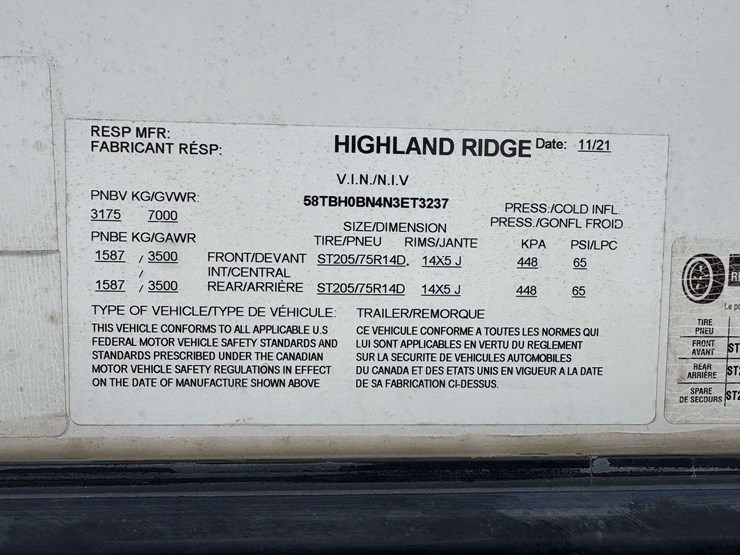 RESP MFR:
FABRICANT RÉSP:
HIGHLAND RIDGE Date: 11/21
V.I.N./N.I.V
58TBH0BN4N3ET3237
PNBV KG/GVWR:
3175 7000
PRESS./COLD INFL
PRESS./GONFL FROID
SIZE/DIMENSION
PNBE KG/GAWR TIRE/PNEU RIMS/JANTE KPA PSI/LPC
1587 / 3500 FRONT/DEVANT ST205/75R14D. 14X5 J 448 65
/ INT/CENTRAL
1587 / 3500 REAR/ARRIÈRE ST205/75R14D 14X5 J 448 65
TYPE OF VEHICLE/TYPE DE VÉHICULE: TRAILER/REMORQUE
THIS VEHICLE CONFORMS TO ALL APPLICABLE U.S.
FEDERAL MOTOR VEHICLE SAFETY STANDARDS AND
STANDARDS PRESCRIBED UNDER THE CANADIAN
MOTOR VEHICLE SAFETY REGULATIONS IN EFFECT
ON THE DATE OF MANUFACTURE SHOWN ABOVE
CE VEHICULE CONFORME A TOUTES LES NORMES QUI
LUI SONT APPLICABLES EN VERTU DU REGLEMENT
SUR LA SECURITE DE VEHICULES AUTOMOBILES
DU CANADA ET DES ETATS UNIS EN VIGUEUR A LA DATE
DE SA FABRICATION CI-DESSUS.
Le
TIRE
PNEU
FRONT
AVANT
REAR
ARRIÈRE
SPARE
DE SECOURS